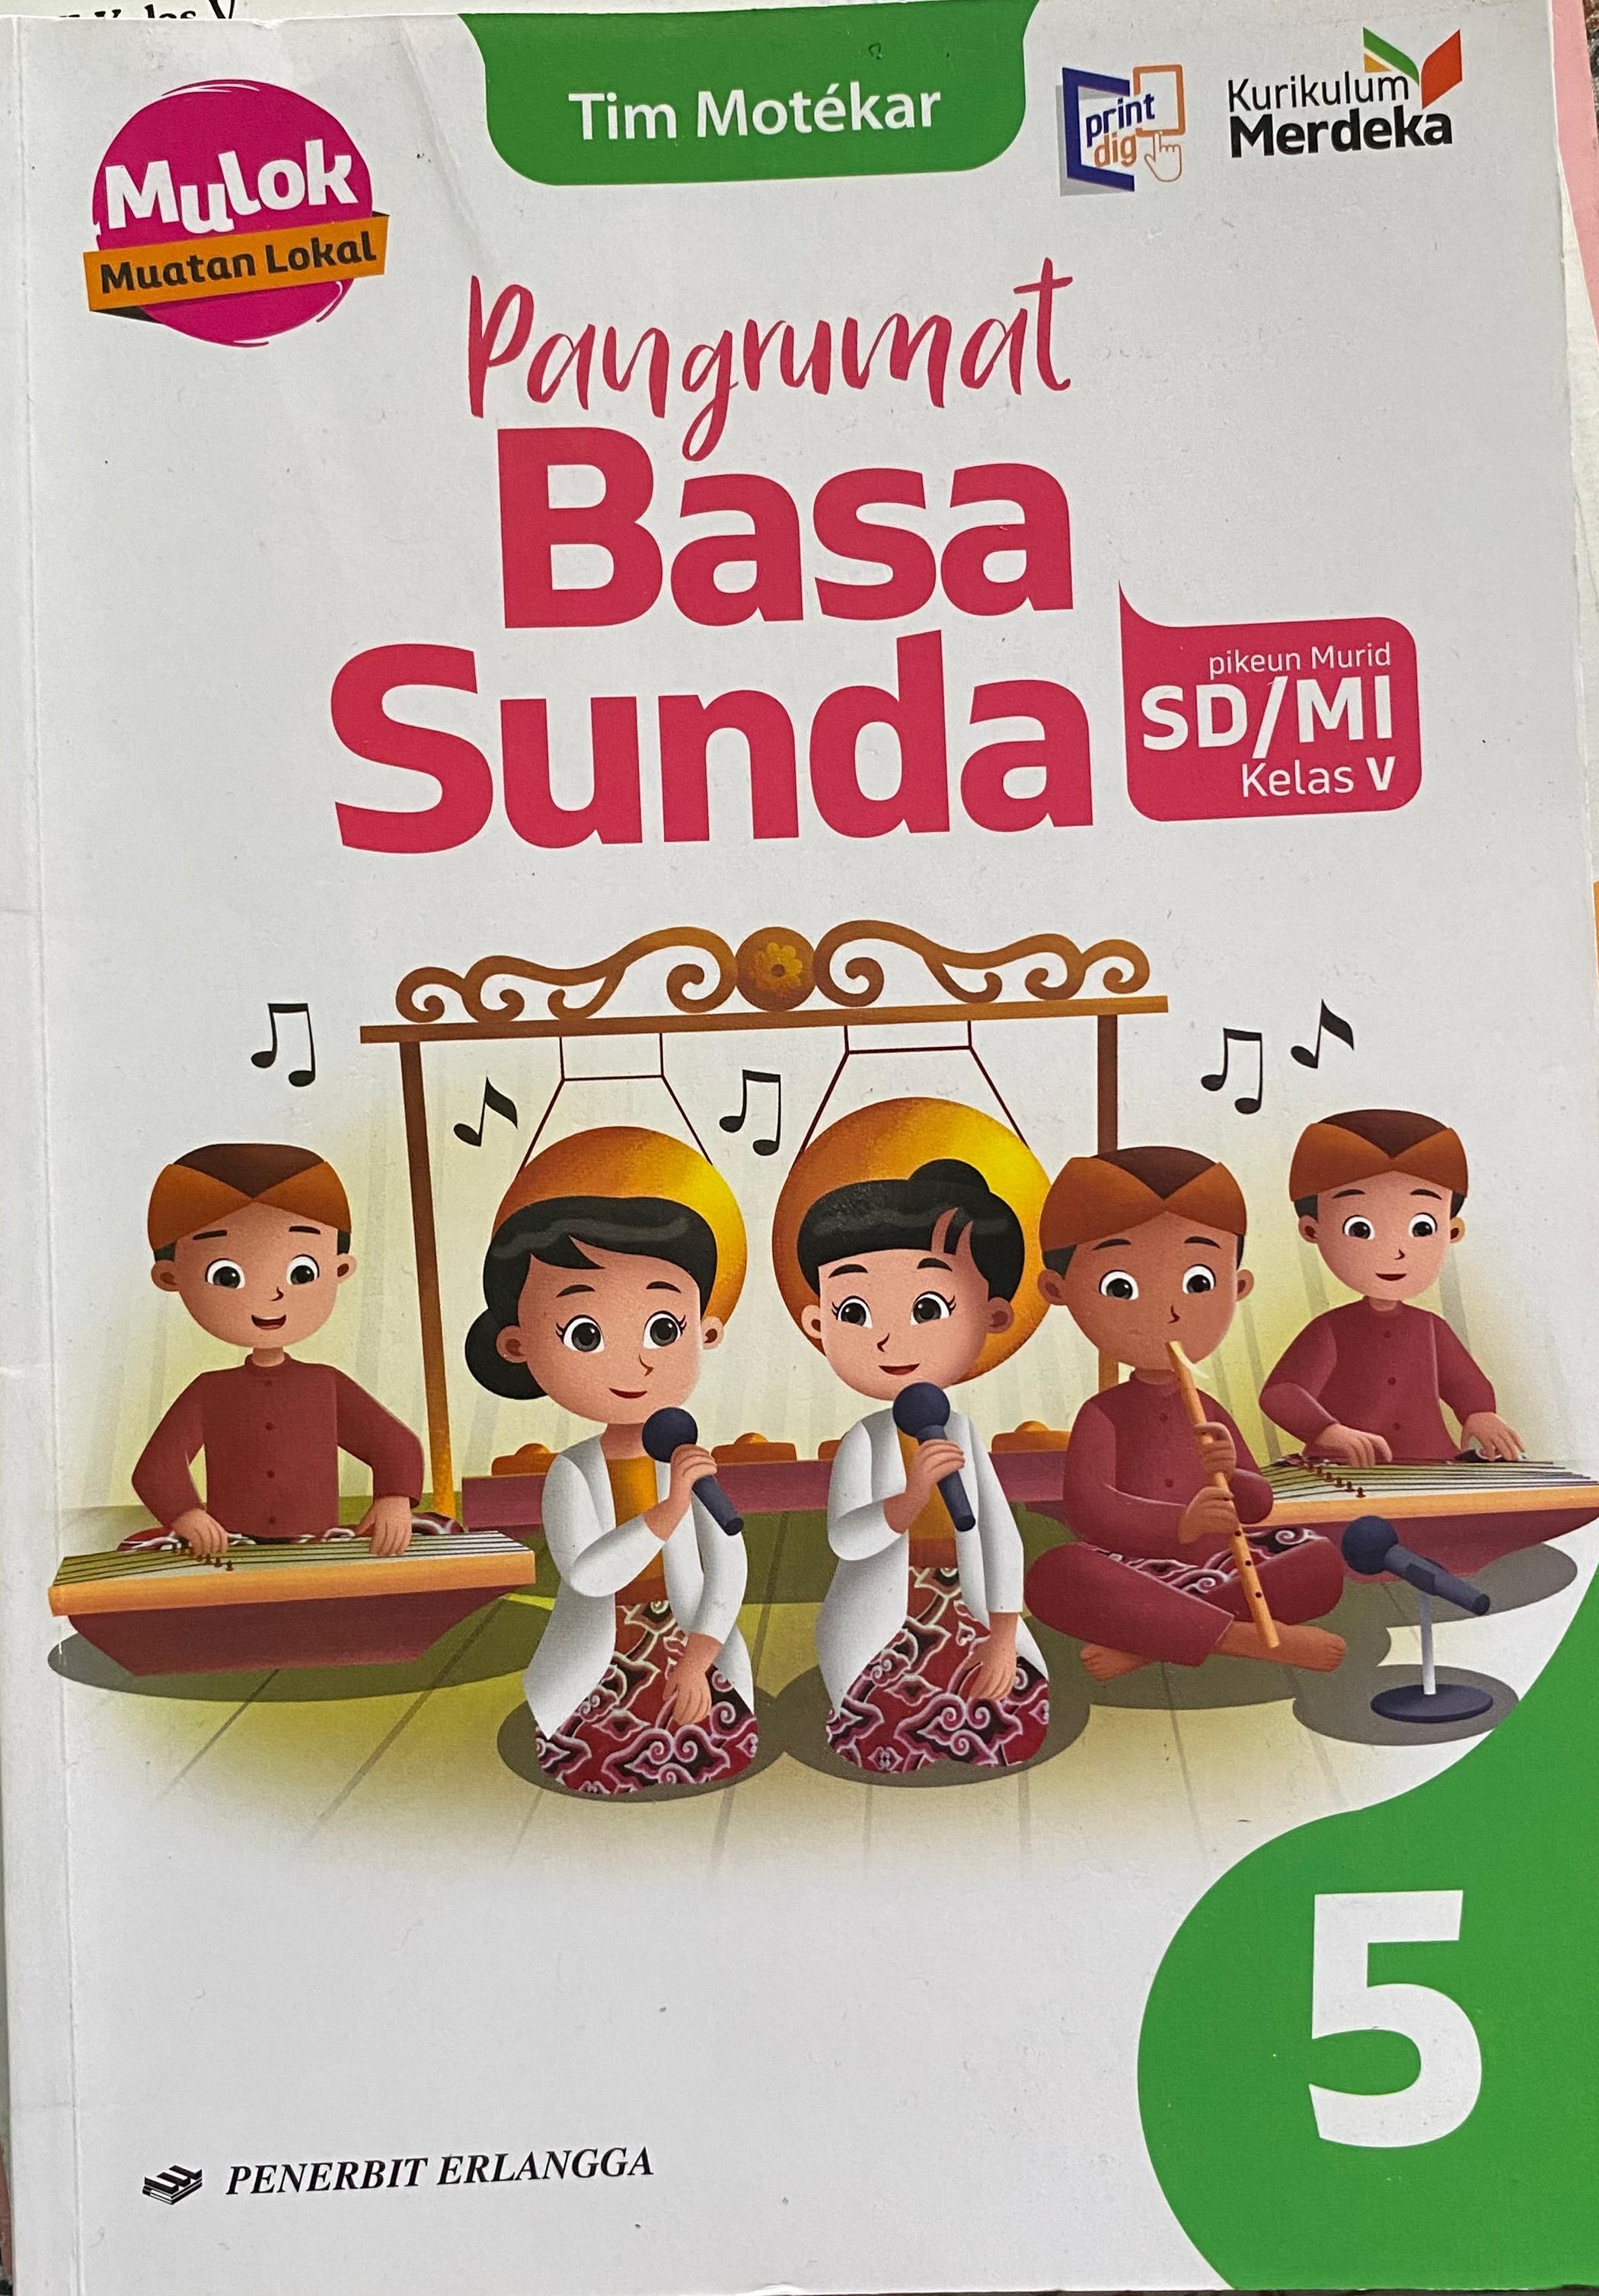 Kelas V
Tim Motékar
print
dig
Kurikulum
Merdeka
Mulok
Muatan Lokal
Pangrumat
Basa
Sunda
pikeun Murid
SD/MI
Kelas V
5
PENERBIT ERLANGGA